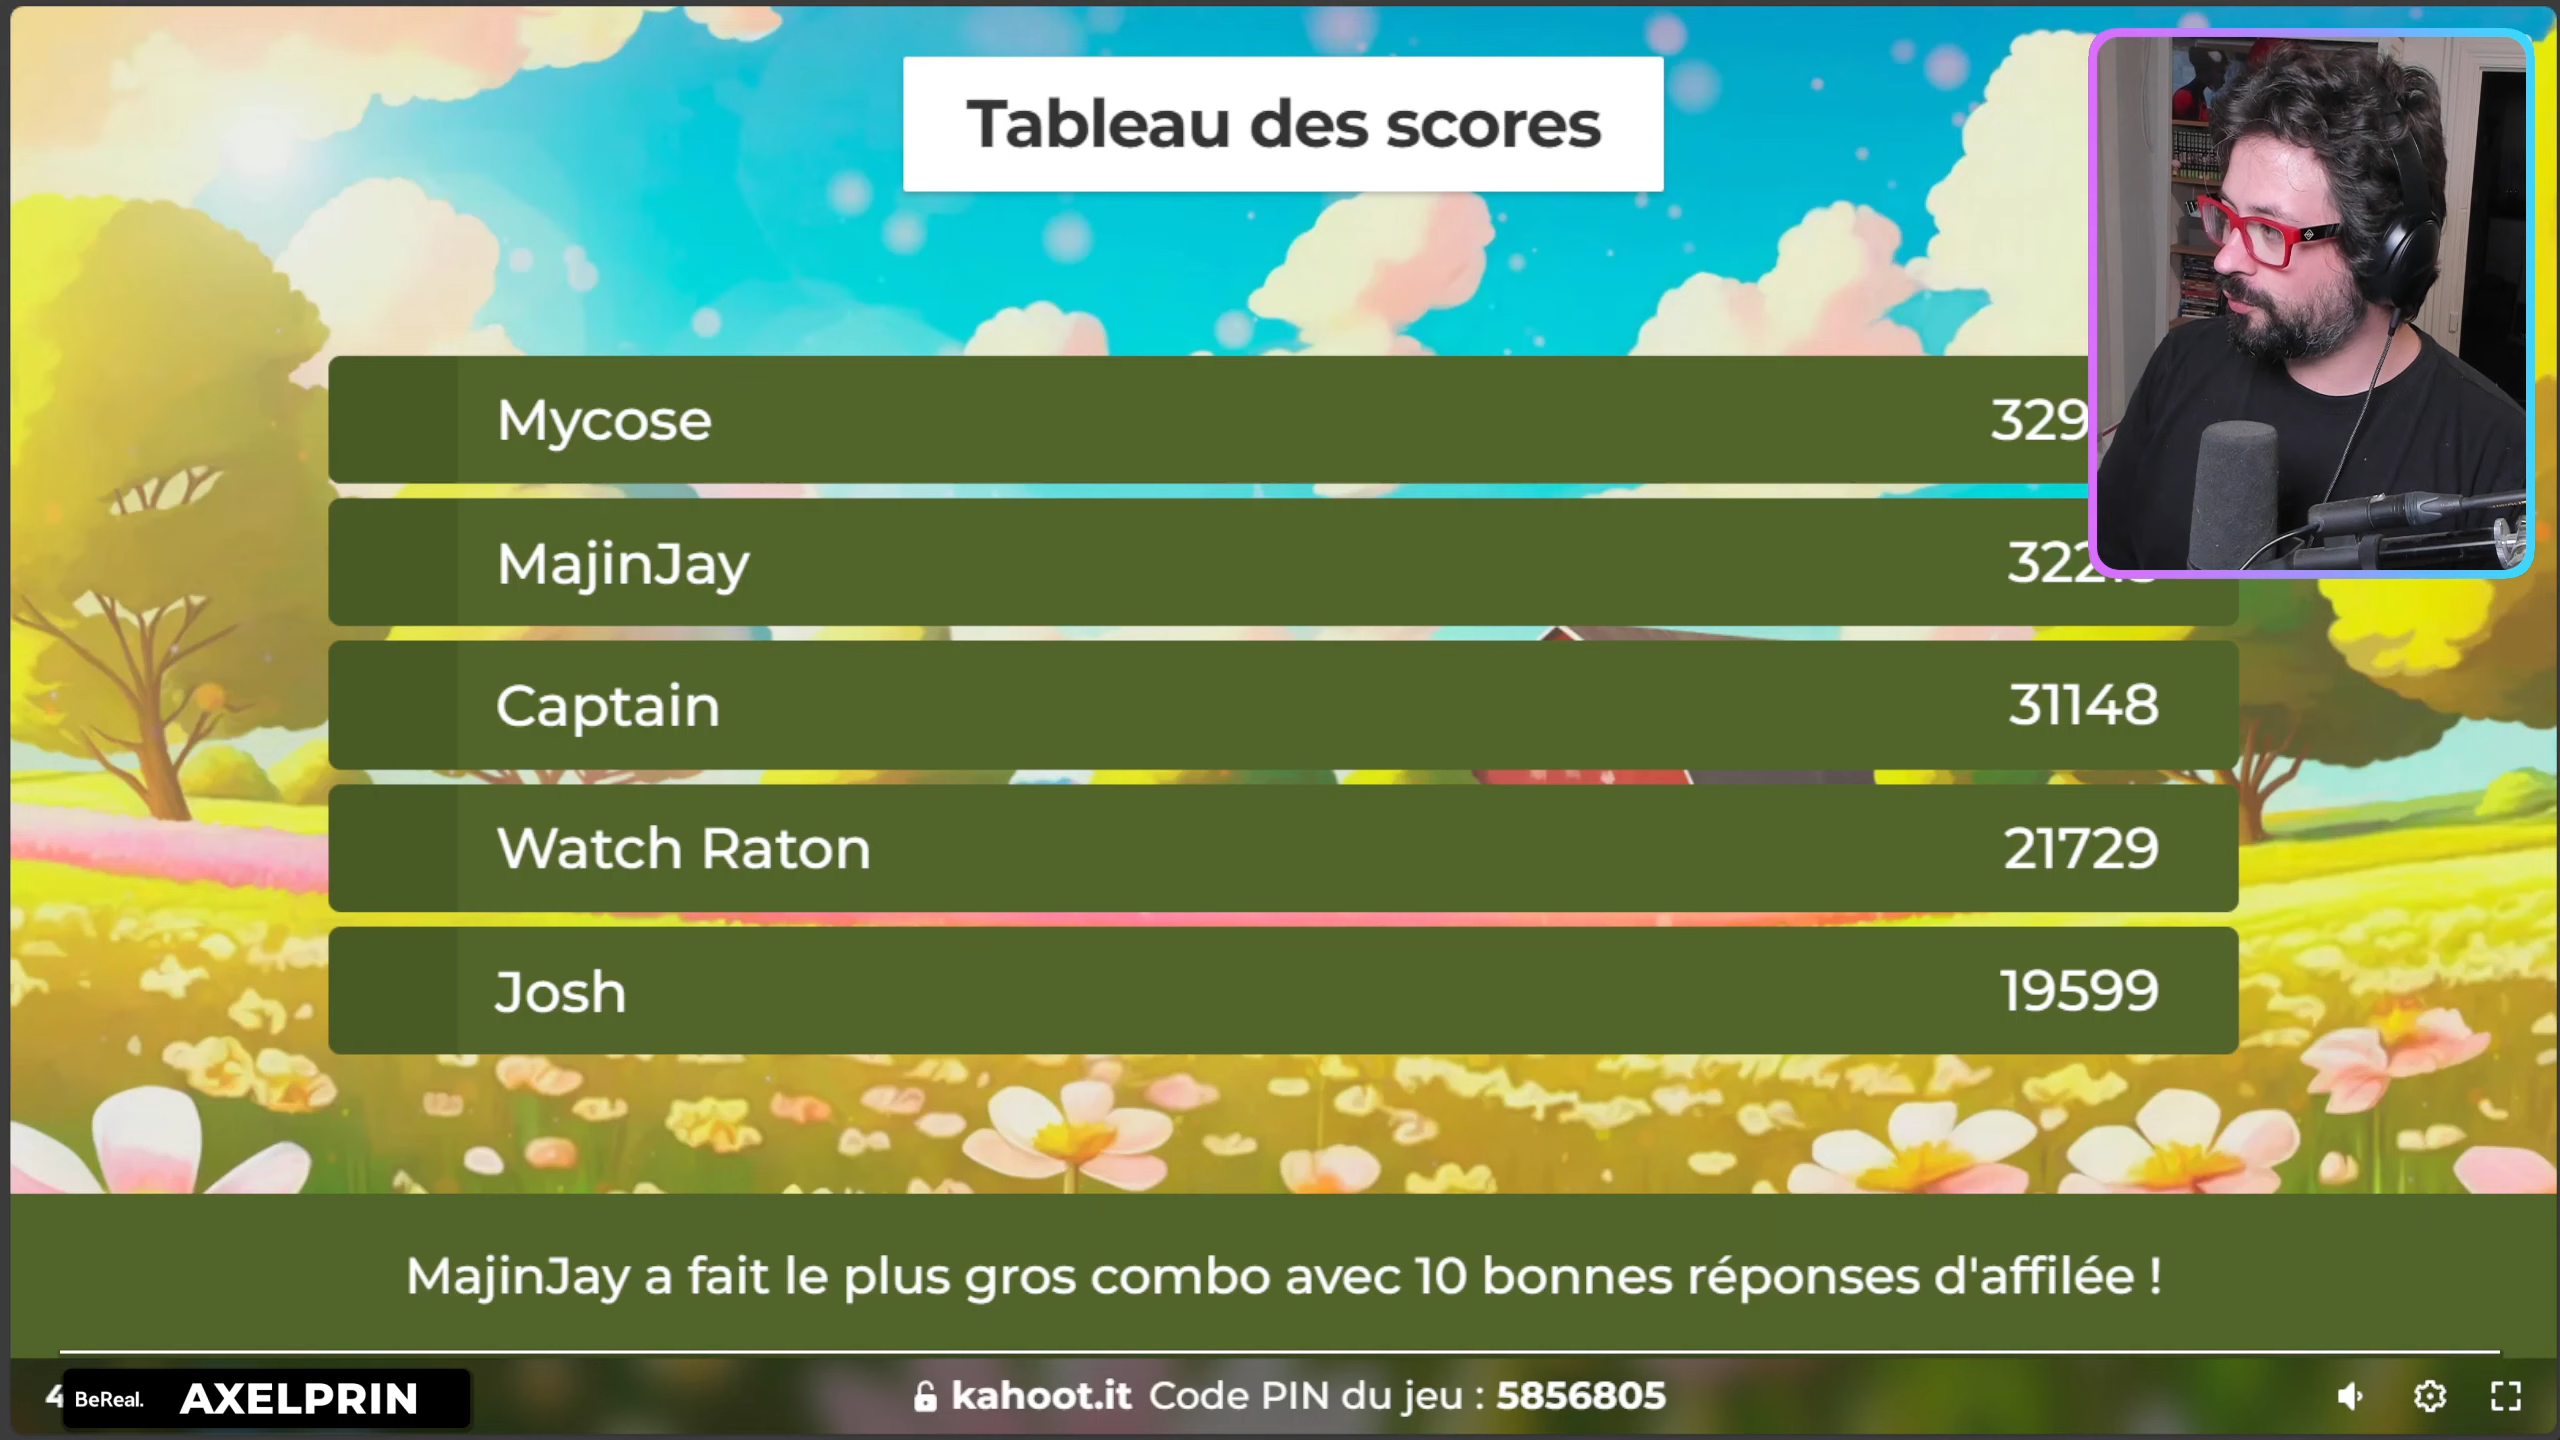 Tableau des scores
Mycose
MajinJay
Captain 31148
Watch Raton 21729
Josh 19599
MajinJay a fait le plus gros combo avec 10 bonnes réponses d'affilée !
BeReal. AXELPRIN
kahoot.it Code PIN du jeu : 5856805